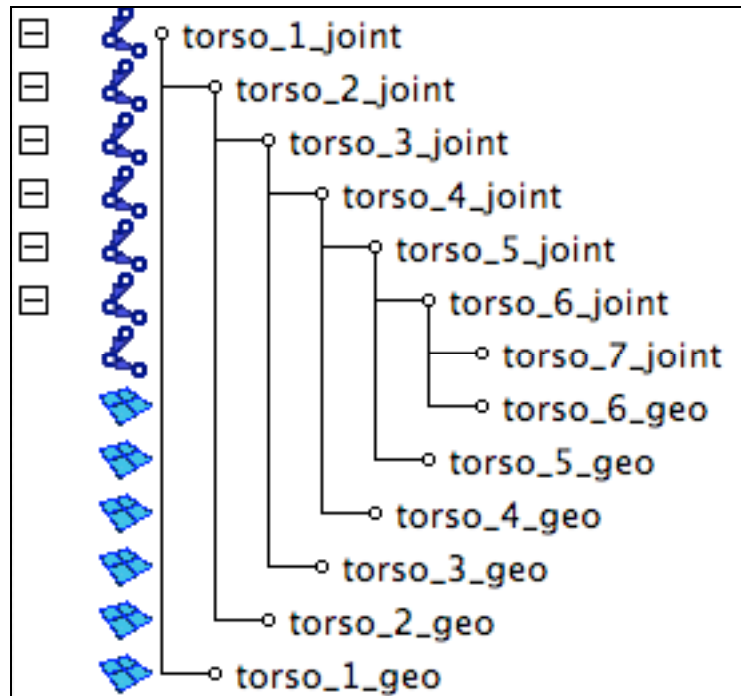 torso_1_joint
torso_2_joint
torso_3_joint
torso_4_joint
torso_5_joint
torso_6_joint
torso_7_joint
torso_6_geo
torso_5_geo
torso_4_geo
torso_3_geo
torso_2_geo
torso_1_geo